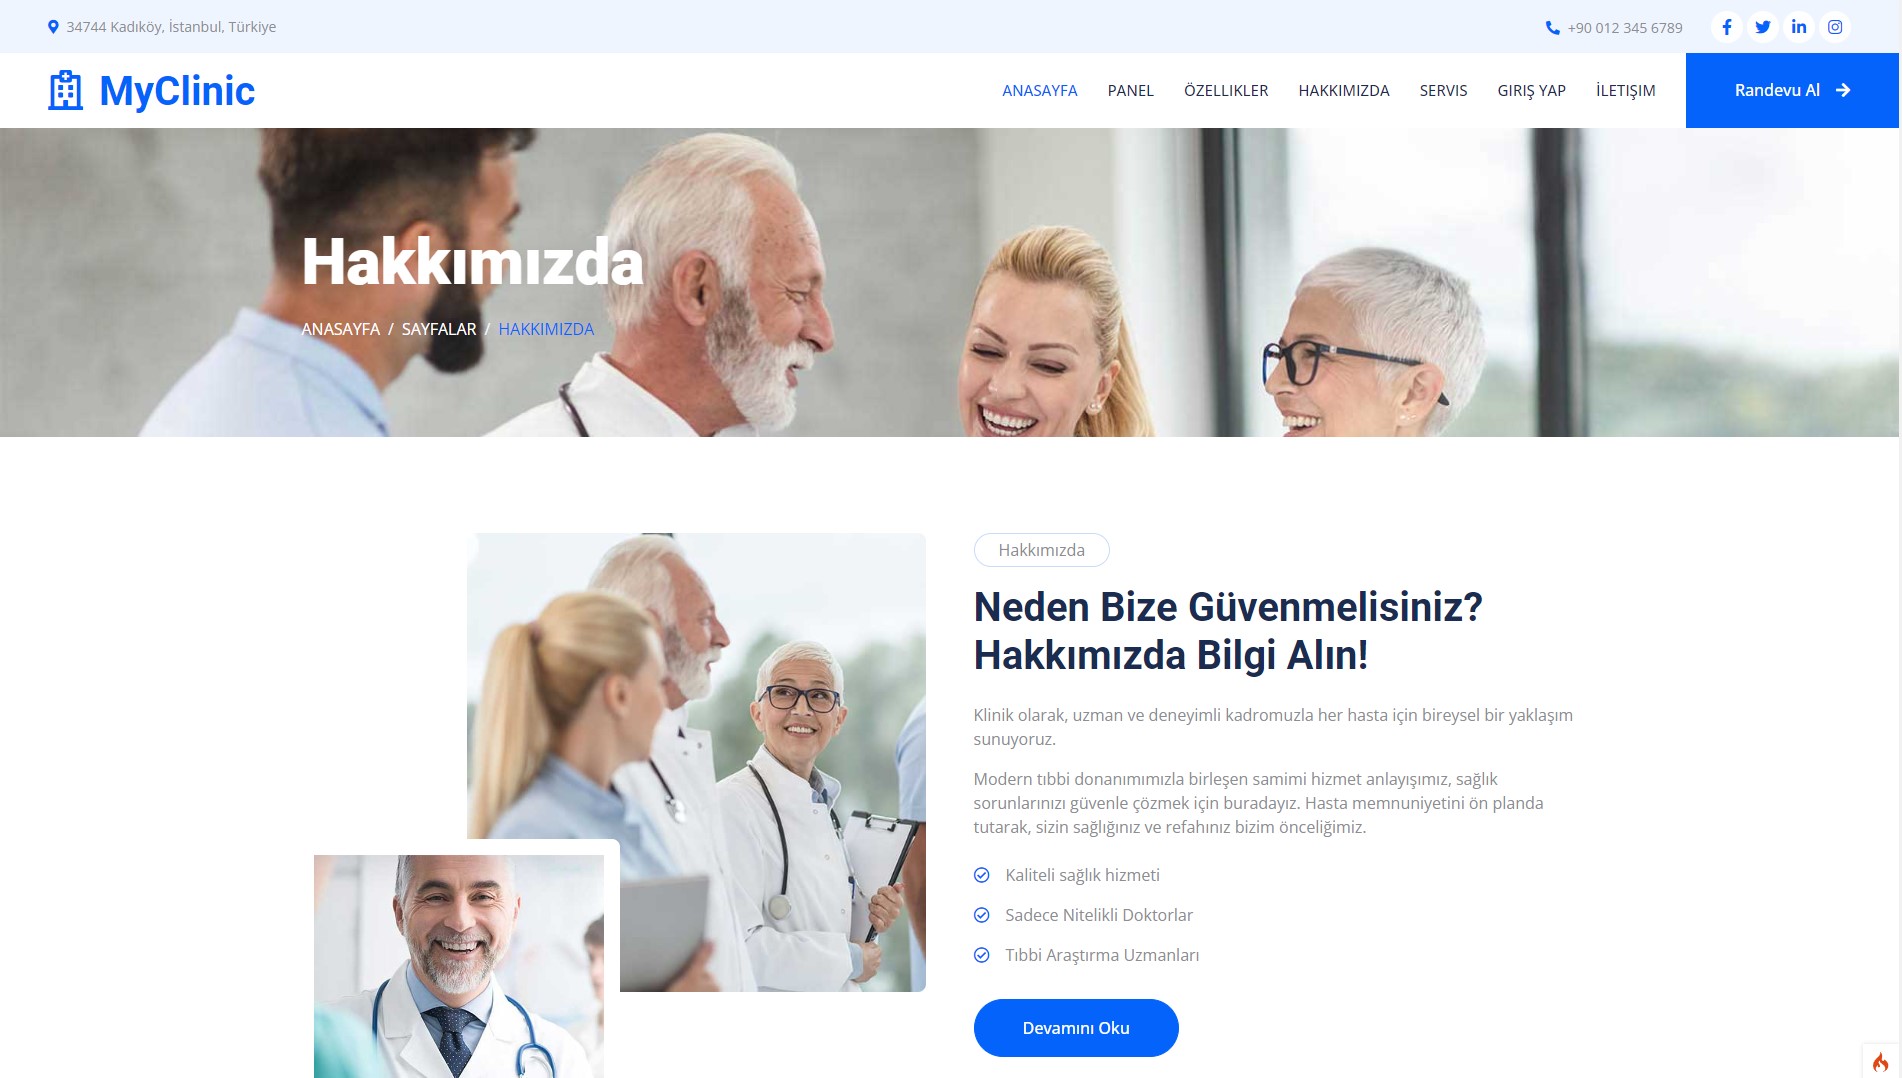 34744 Kadıköy, İstanbul, Türkiye
+90 012 345 6789
MyClinic
ANASAYFA
PANEL
ÖZELLIKLER
HAKKIMIZDA
SERVIS
GIRIŞ YAP
İLETIŞIM
Randevu Al
Hakkımızda
ANASAYFA / SAYFALAR / HAKKIMIZDA
Hakkımızda
Neden Bize Güvenmelisiniz?
Hakkımızda Bilgi Alın!
Klinik olarak, uzman ve deneyimli kadromuzla her hasta için bireysel bir yaklaşım
sunuyoruz.
Modern tıbbi donanımımızla birleşen samimi hizmet anlayışımız, sağlık
sorunlarınızı güvenle çözmek için buradayız. Hasta memnuniyetini ön planda
tutarak, sizin sağlığınız ve refahınız bizim önceliğimiz.
Kaliteli sağlık hizmeti
Sadece Nitelikli Doktorlar
Tıbbi Araştırma Uzmanları
Devamını Oku